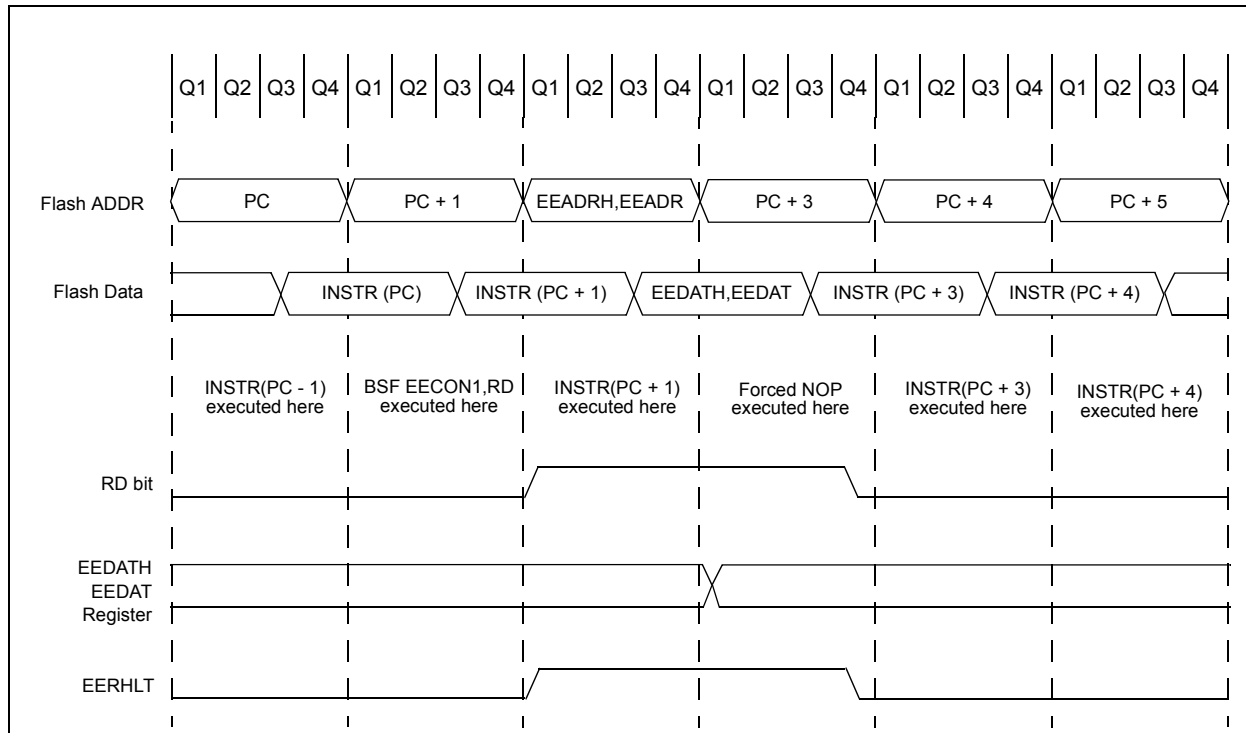 Q1 Q2 Q3 Q4 Q1 Q2 Q3 Q4 Q1 Q2 Q3 Q4 Q1 Q2 Q3 Q4 Q1 Q2 Q3 Q4 Q1 Q2 Q3 Q4
Flash ADDR PC PC + 1 EEADRH,EEADR PC + 3 PC + 4 PC + 5
Flash Data INSTR (PC) INSTR (PC + 1) EEDATH,EEDAT INSTR (PC + 3) INSTR (PC + 4)
INSTR(PC - 1) BSF EECON1,RD INSTR(PC + 1) Forced NOP INSTR(PC + 3) INSTR(PC + 4)
executed here executed here executed here executed here executed here executed here
RD bit
EEDATH
EEDAT
Register
EERHLT